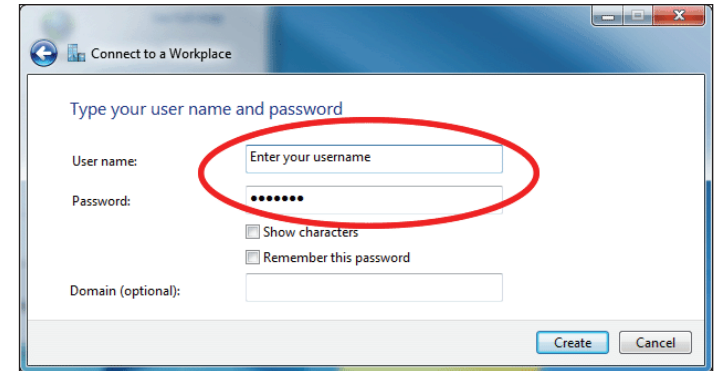 Connect to a Workplace
Type your user name and password
User name:
Enter your username
Password:
•••••••
Show characters
Remember this password
Domain (optional):
Create
Cancel